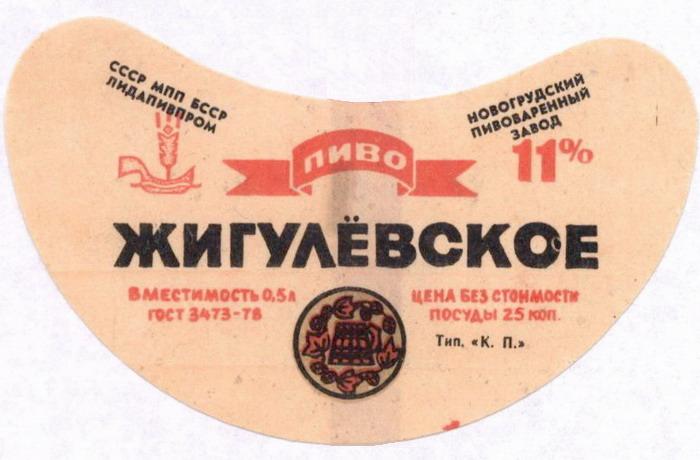 СССР МПП БССР
ЛИДАПИВПРОМ
НОВОГРУДСКИЙ
ПИВОВАРЕННЫЙ
ЗАВОД
11%
ПИВО
ЖИГУЛЁВСКОЕ
ВМЕСТИМОСТЬ 0,5 л
ГОСТ 3473-78
ЦЕНА БЕЗ СТОИМОСТИ
ПОСУДЫ 25 КОП.
Тип. «К. П.»